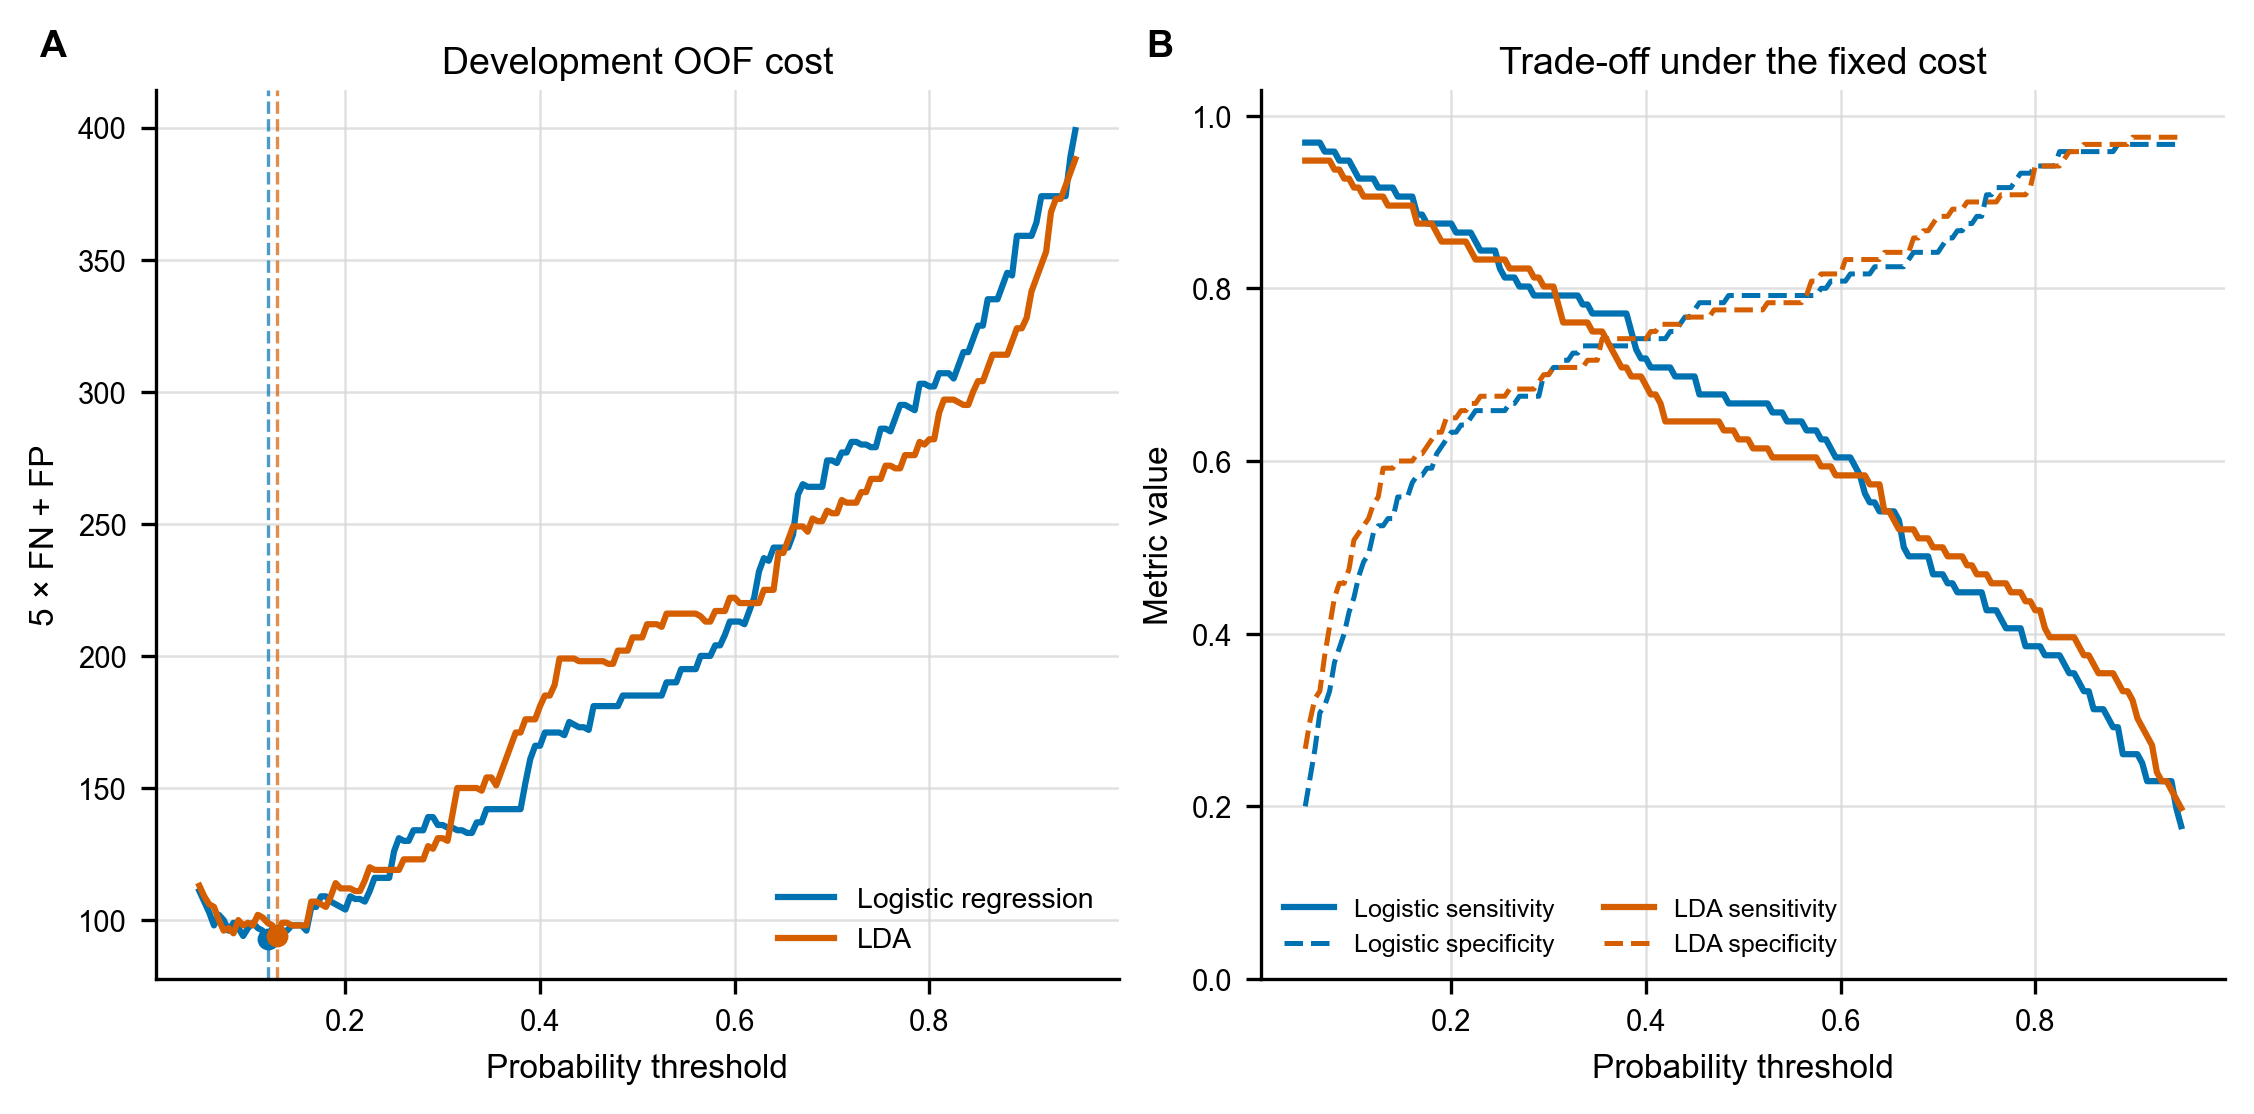 A
Development OOF cost
5 × FN + FP
400
350
300
250
200
150
100
0.2 0.4 0.6 0.8
Probability threshold
Logistic regression
LDA
B
Trade-off under the fixed cost
Metric value
1.0
0.8
0.6
0.4
0.2
0.0
0.2 0.4 0.6 0.8
Probability threshold
Logistic sensitivity
Logistic specificity
LDA sensitivity
LDA specificity